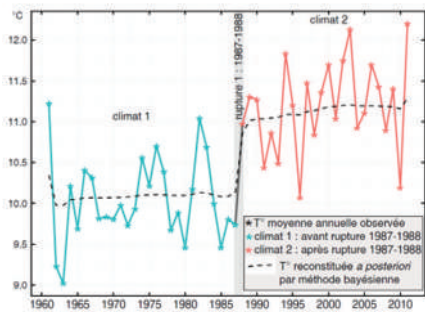 °C
climat 2
12.0
11.5
climat 1
rupture 1 : 1987-1988
11.0
10.5
10.0
9.5
9.0
T° moyenne annuelle observée
climat 1 : avant rupture 1987-1988
climat 2 : après rupture 1987-1988
T° reconstituée a posteriori
par méthode bayésienne
1960 1965 1970 1975 1980 1985 1990 1995 2000 2005 2010